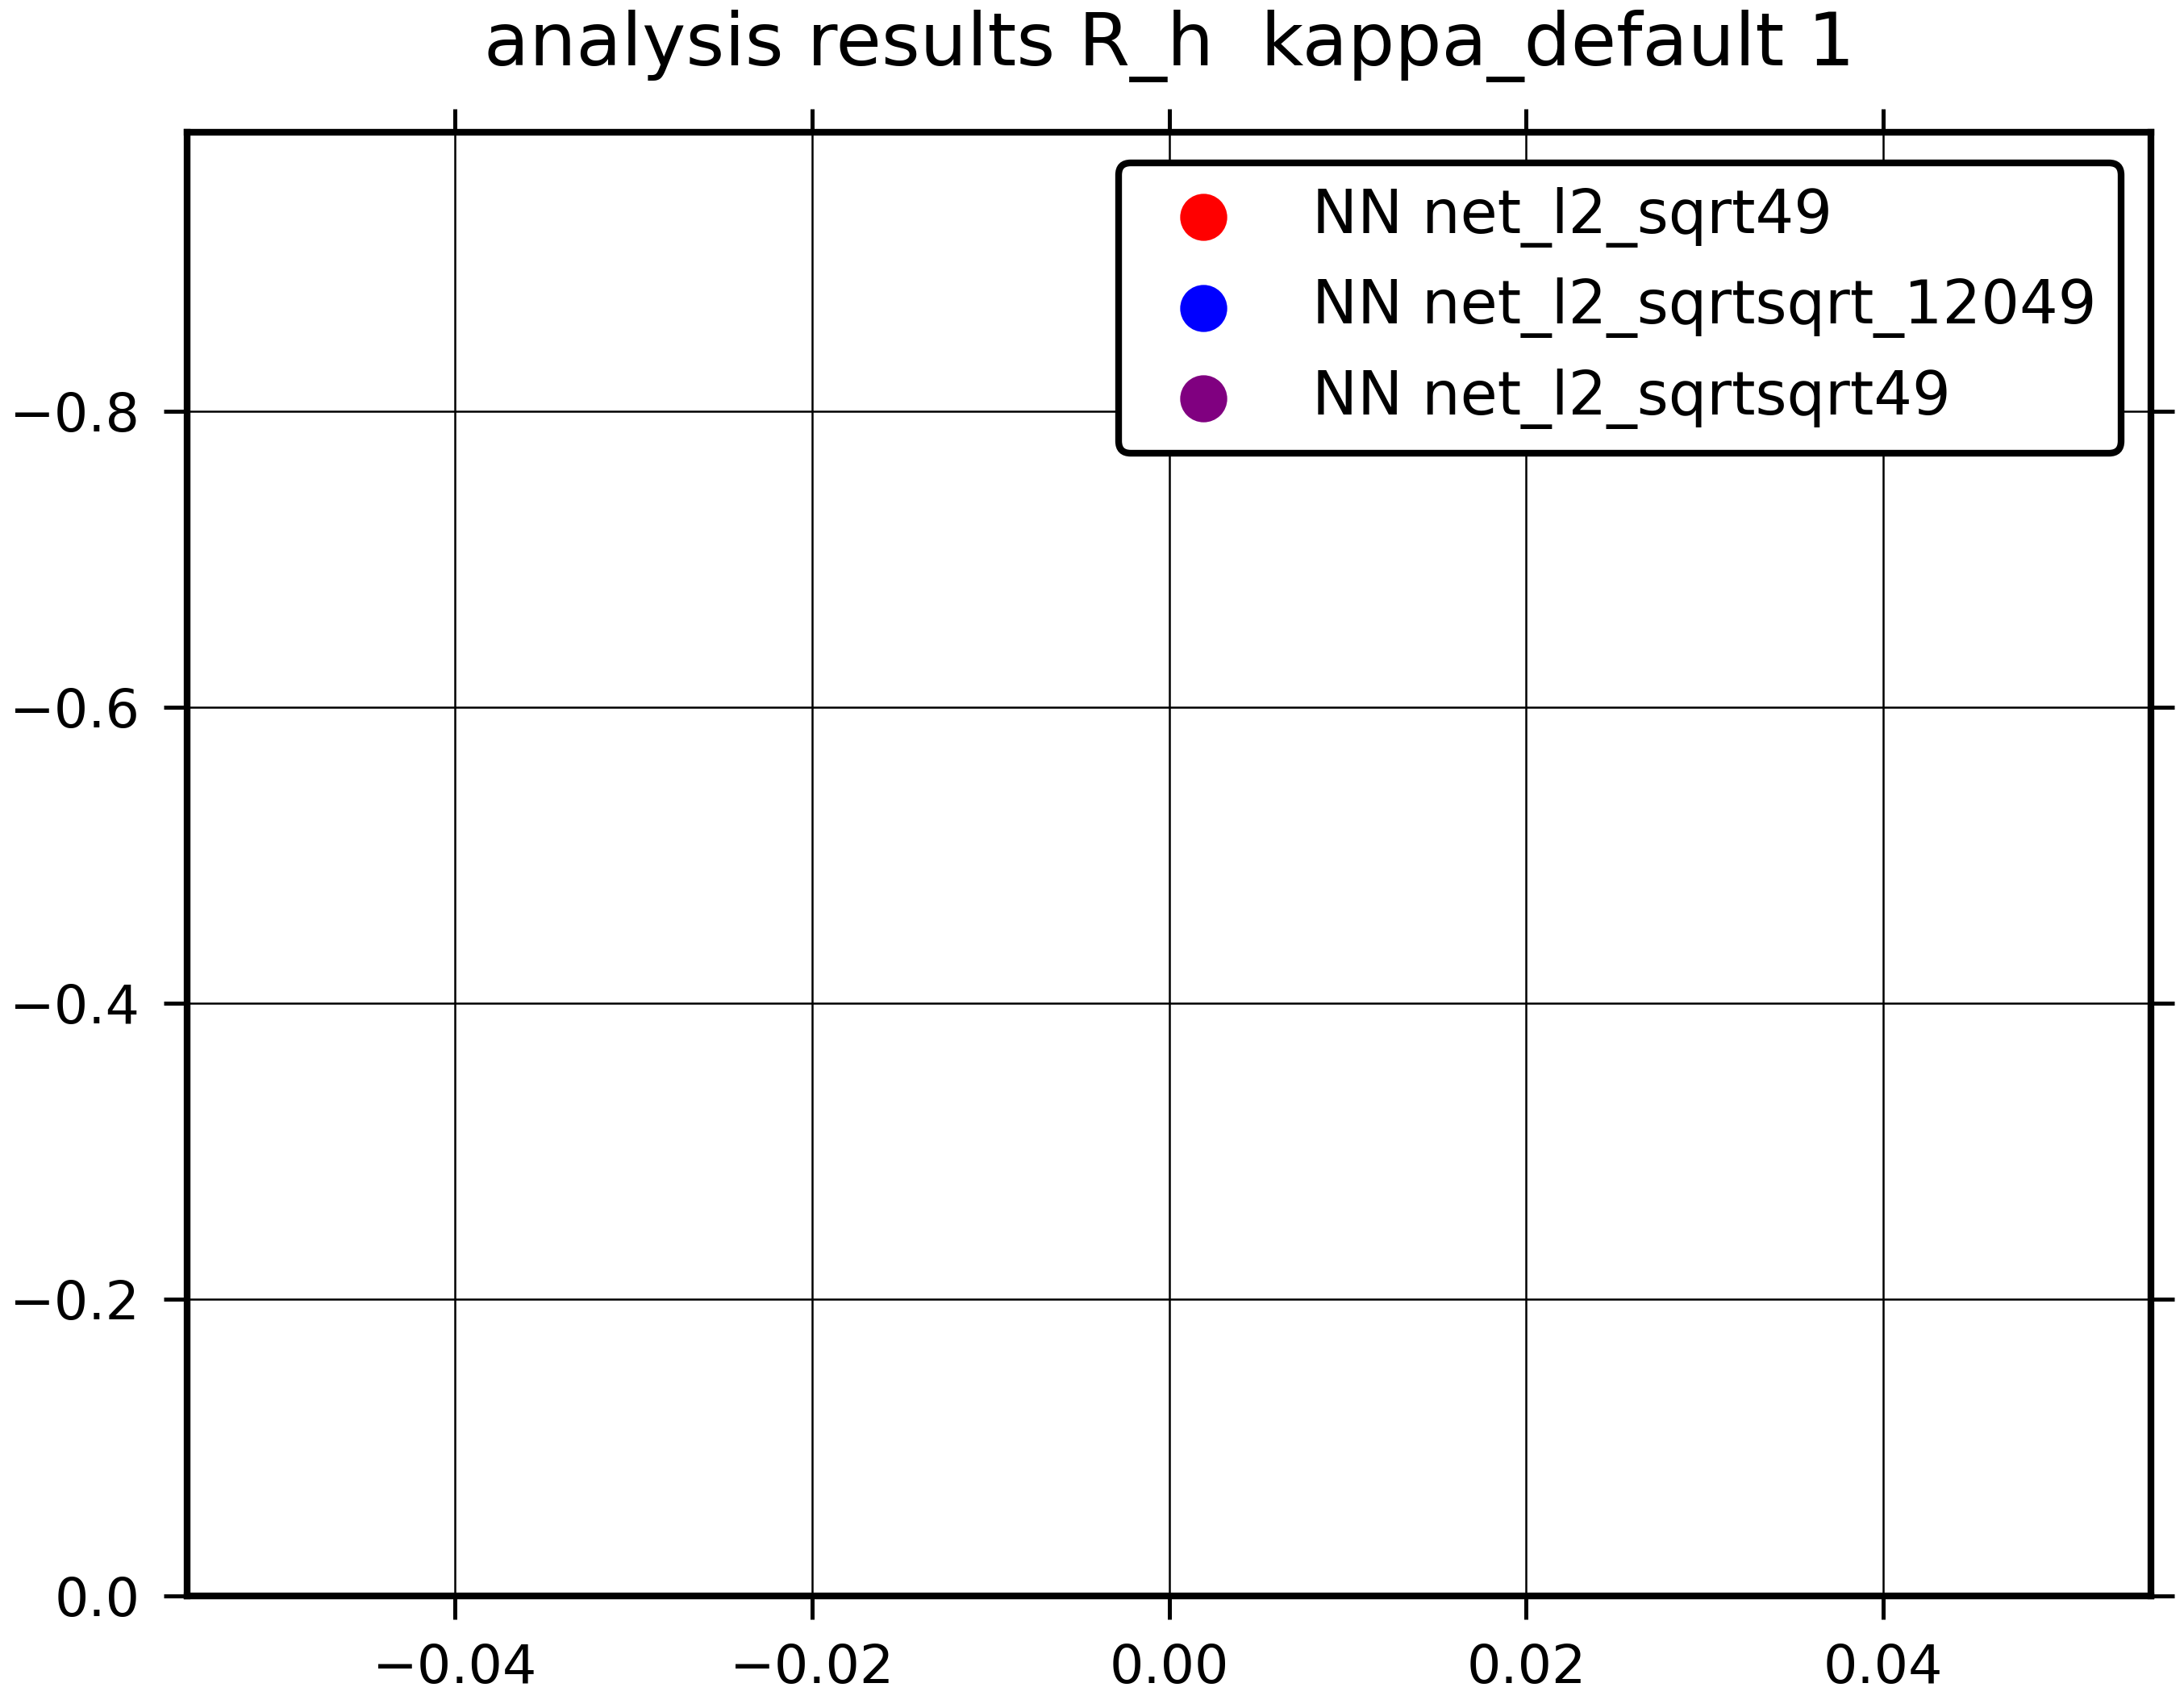 analysis results R_h  kappa_default 1
NN net_l2_sqrt49
NN net_l2_sqrtsqrt_12049
NN net_l2_sqrtsqrt49
−0.8
−0.6
−0.4
−0.2
0.0
−0.04
−0.02
0.00
0.02
0.04